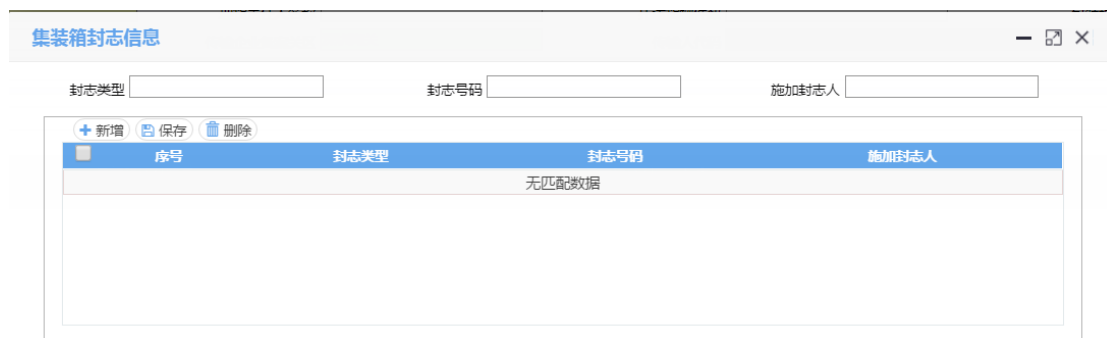 集装箱封志信息
封志类型 封志号码 施加封志人
新增 保存 删除
序号 封志类型 封志号码 施加封志人
无匹配数据